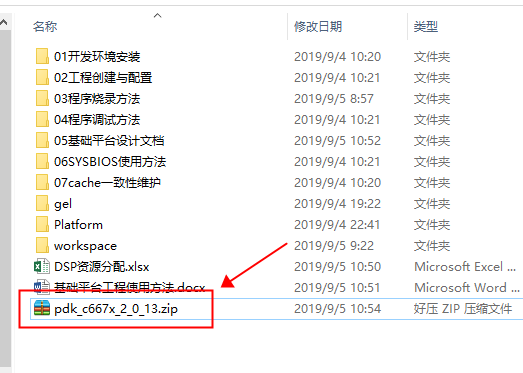 名称 修改日期 类型
01开发环境安装 2019/9/4 10:20 文件夹
02工程创建与配置 2019/9/4 10:21 文件夹
03程序烧录方法 2019/9/5 8:57 文件夹
04程序调试方法 2019/9/4 10:21 文件夹
05基础平台设计文档 2019/9/5 10:52 文件夹
06SYSBIOS使用方法 2019/9/4 10:21 文件夹
07cache一致性维护 2019/9/4 10:20 文件夹
gel 2019/9/4 19:22 文件夹
Platform 2019/9/4 22:41 文件夹
workspace 2019/9/5 9:22 文件夹
DSP资源分配.xlsx 2019/9/5 10:50 Microsoft Excel ...
基础平台工程使用方法.docx 2019/9/5 10:51 Microsoft Word ...
pdk_c667x_2_0_13.zip 2019/9/5 10:54 好压 ZIP 压缩文件